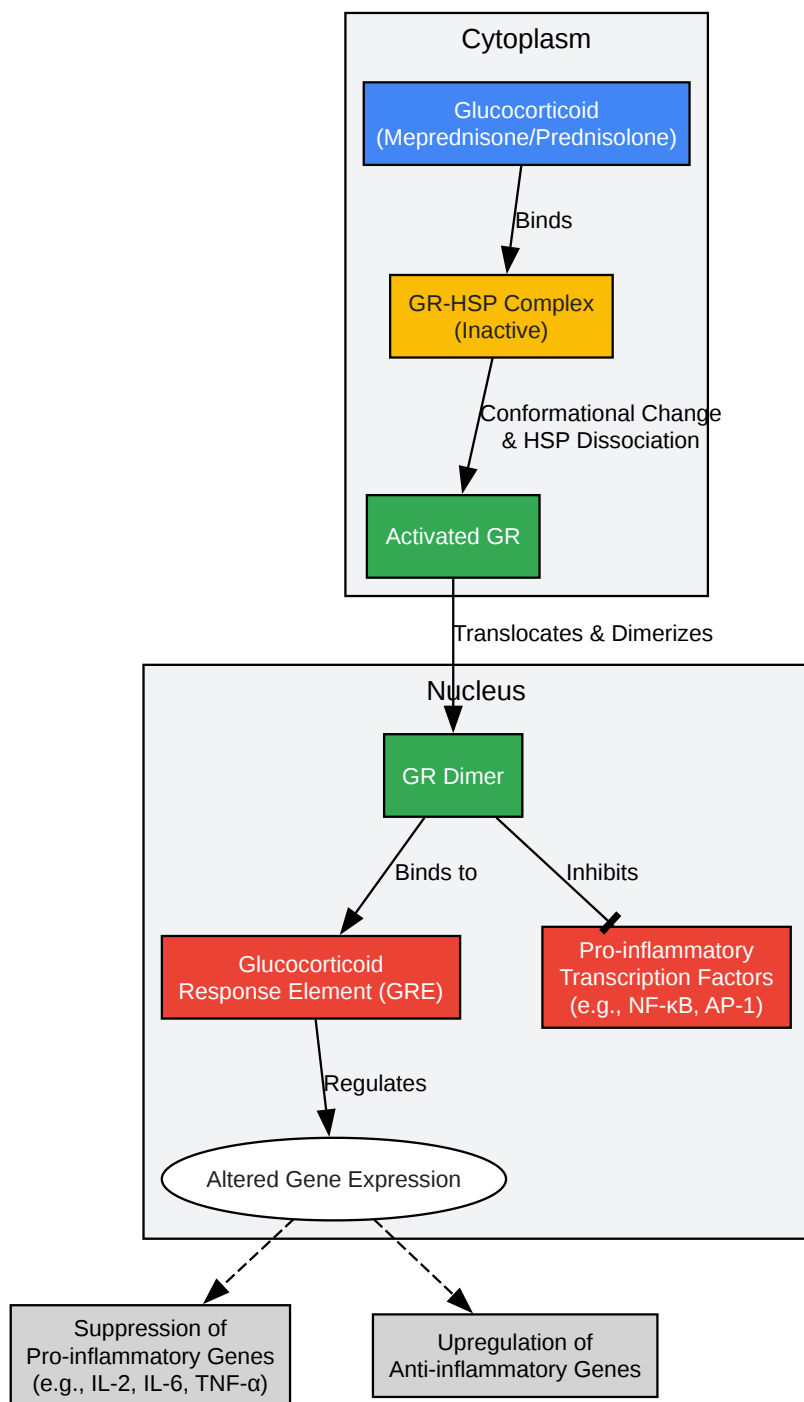 Cytoplasm
Glucocorticoid
(Meprednisone/Prednisolone)
Binds
GR-HSP Complex
(Inactive)
Conformational Change
& HSP Dissociation
Activated GR
Translocates & Dimerizes
Nucleus
GR Dimer
Binds to
Inhibits
Glucocorticoid
Response Element (GRE)
Pro-inflammatory
Transcription Factors
(e.g., NF-κB, AP-1)
Regulates
Altered Gene Expression
Suppression of
Pro-inflammatory Genes
(e.g., IL-2, IL-6, TNF-α)
Upregulation of
Anti-inflammatory Genes